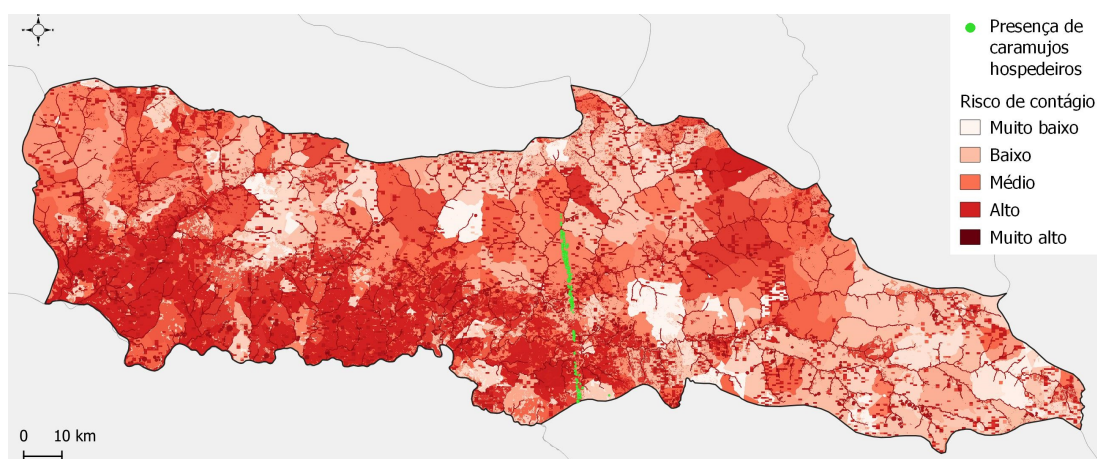 Presença de
caramujos
hospedeiros
Risco de contágio
Muito baixo
Baixo
Médio
Alto
Muito alto
0 10 km